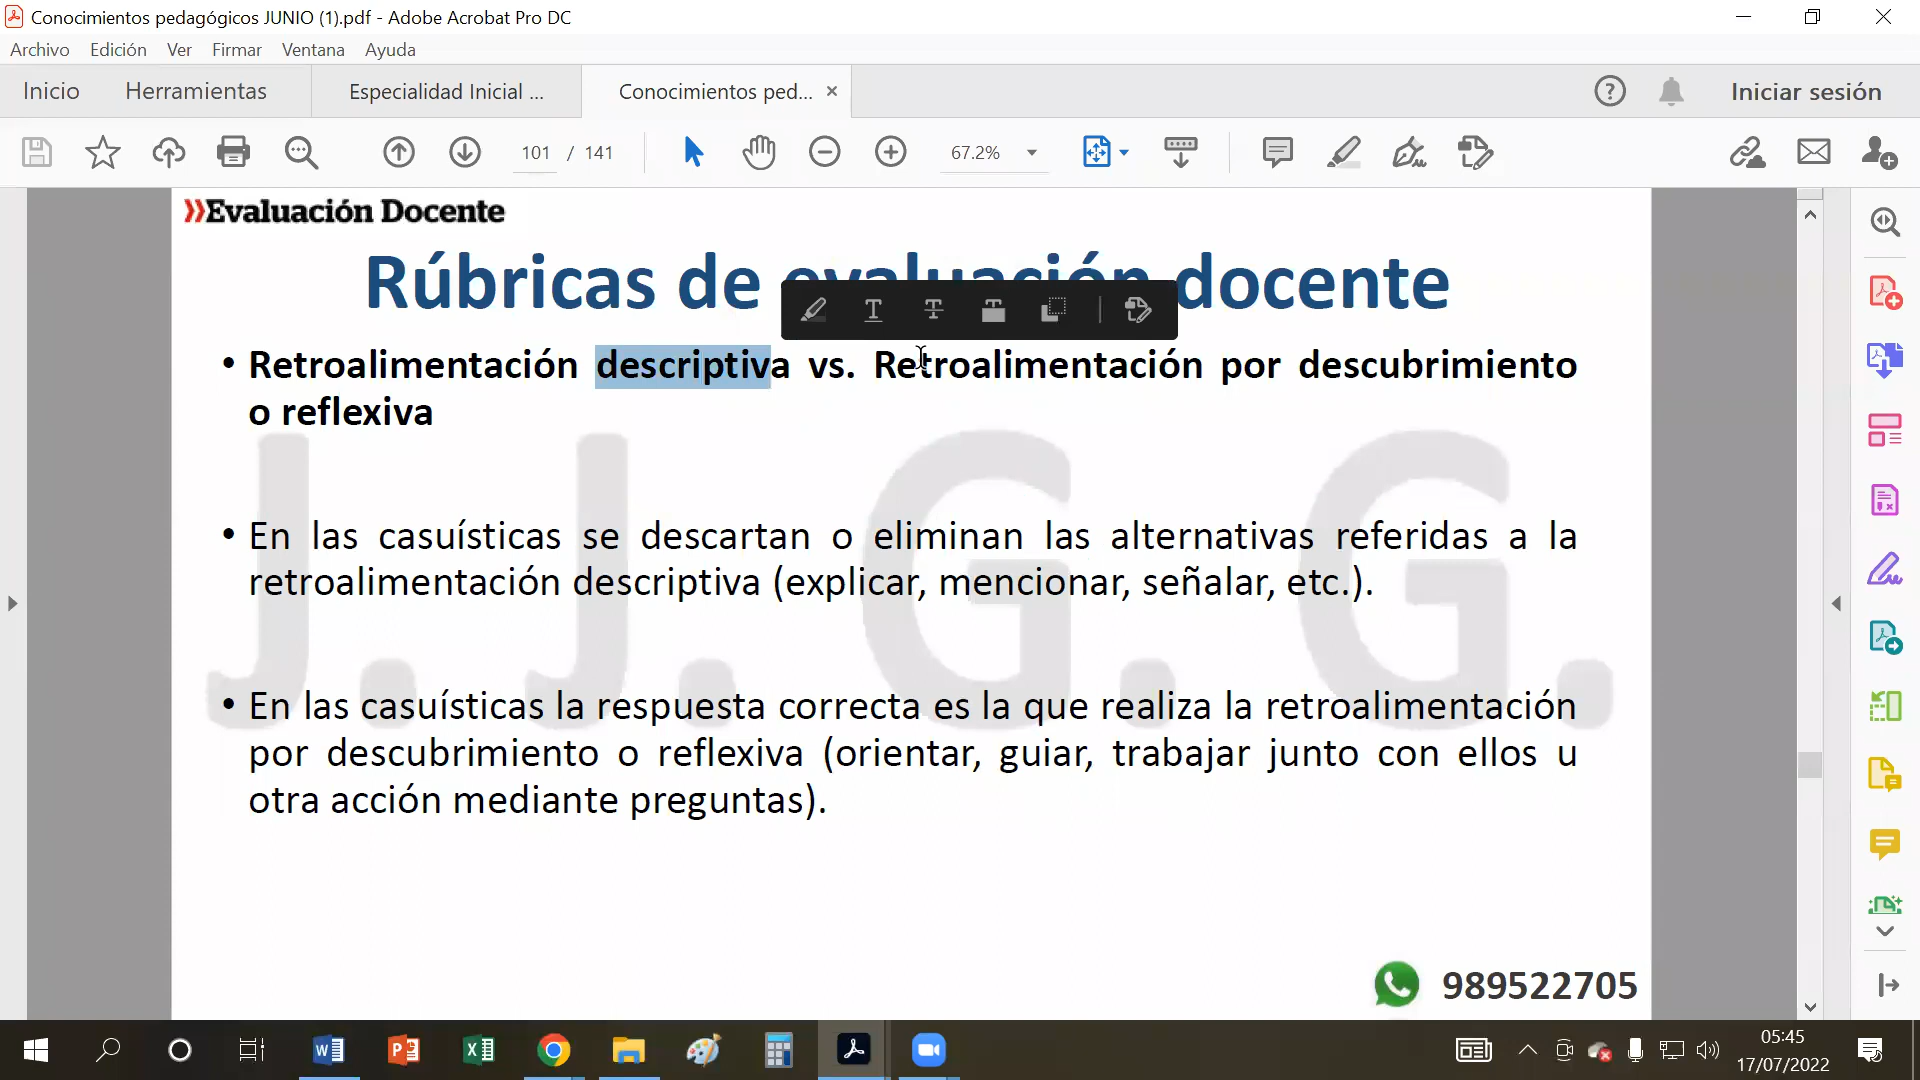 Conocimientos pedagógicos JUNIO (1).pdf - Adobe Acrobat Pro DC
Archivo Edición Ver Firmar Ventana Ayuda
Inicio Herramientas Especialidad Inicial ... Conocimientos ped... × Iniciar sesión
101 / 141 67.2%
Evaluación Docente
Rúbricas de evaluación docente
• Retroalimentación descriptiva vs. Retroalimentación por descubrimiento
o reflexiva
J. J. G. G.
• En las casuísticas se descartan o eliminan las alternativas referidas a la
retroalimentación descriptiva (explicar, mencionar, señalar, etc.).
• En las casuísticas la respuesta correcta es la que realiza la retroalimentación
por descubrimiento o reflexiva (orientar, guiar, trabajar junto con ellos u
otra acción mediante preguntas).
989522705
05:45
17/07/2022